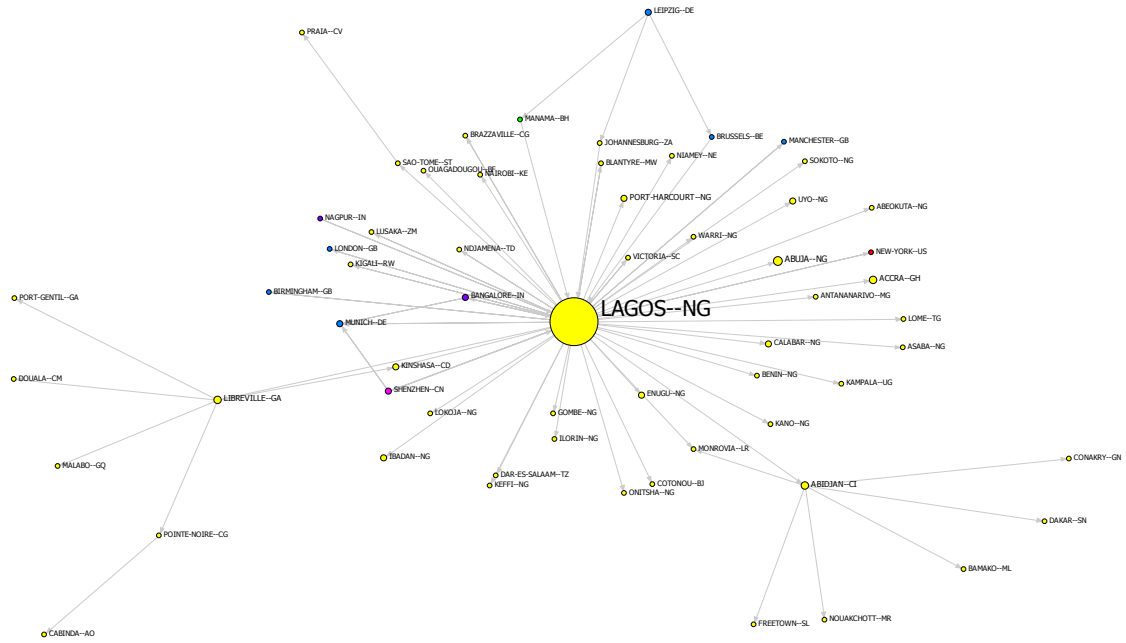 LEIPZIG--DE
PRAIA--CV
MANAMA--BH
BRAZZAVILLE--CG
BRUSSELS--BE
JOHANNESBURG--ZA
MANCHESTER--GB
NIAMEY--NE
SOKOTO--NG
SAO-TOME--ST
BLANTYRE--MW
OUAGADOUGOU--BF
NAIROBI--KE
PORT-HARCOURT--NG
UYO--NG
ABEOKUTA--NG
NAGPUR--IN
LUSAKA--ZM
WARRI--NG
LONDON--GB
NDJAMENA--TD
NEW-YORK--US
VICTORIA--SC
ABUJA--NG
KIGALI--RW
ACCRA--GH
BIRMINGHAM--GB
BANGALORE--IN
ANTANANARIVO--MG
PORT-GENTIL--GA
LAGOS--NG
LOME--TG
MUNICH--DE
CALABAR--NG
ASABA--NG
KINSHASA--CD
BENIN--NG
DOUALA--CM
KAMPALA--UG
SHENZHEN--CN
ENUGU--NG
LIBREVILLE--GA
LOKOJA--NG
GOMBE--NG
KANO--NG
ILORIN--NG
MONROVIA--LR
IBADAN--NG
CONAKRY--GN
MALABO--GQ
DAR-ES-SALAAM--TZ
KEFFI--NG
COTONOU--BJ
ABIDJAN--CI
ONITSHA--NG
DAKAR--SN
POINTE-NOIRE--CG
BAMAKO--ML
NOUAKCHOTT--MR
FREETOWN--SL
CABINDA--AO